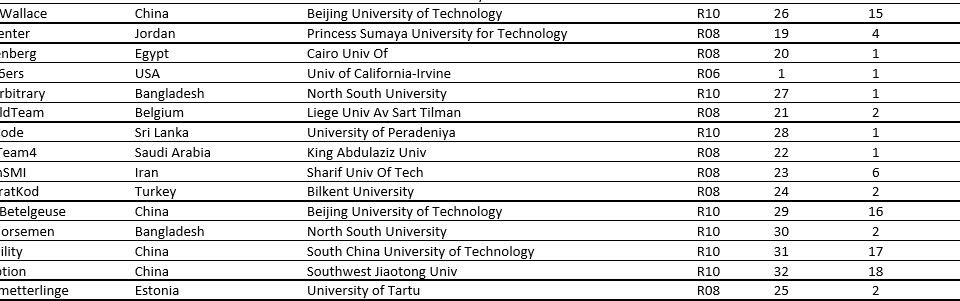 Wallace China Beijing University of Technology R10 26 15
enter Jordan Princess Sumaya University for Technology R08 19 4
enberg Egypt Cairo Univ Of R08 20 1
6ers USA Univ of California-Irvine R06 1 1
rbitrary Bangladesh North South University R10 27 1
ldTeam Belgium Liege Univ Av Sart Tilman R08 21 2
ode Sri Lanka University of Peradeniya R10 28 1
Team4 Saudi Arabia King Abdulaziz Univ R08 22 1
nSMI Iran Sharif Univ Of Tech R08 23 6
ratKod Turkey Bilkent University R08 24 2
Betelgeuse China Beijing University of Technology R10 29 16
orsemen Bangladesh North South University R10 30 2
ility China South China University of Technology R10 31 17
ption China Southwest Jiaotong Univ R10 32 18
metterlinge Estonia University of Tartu R08 25 2